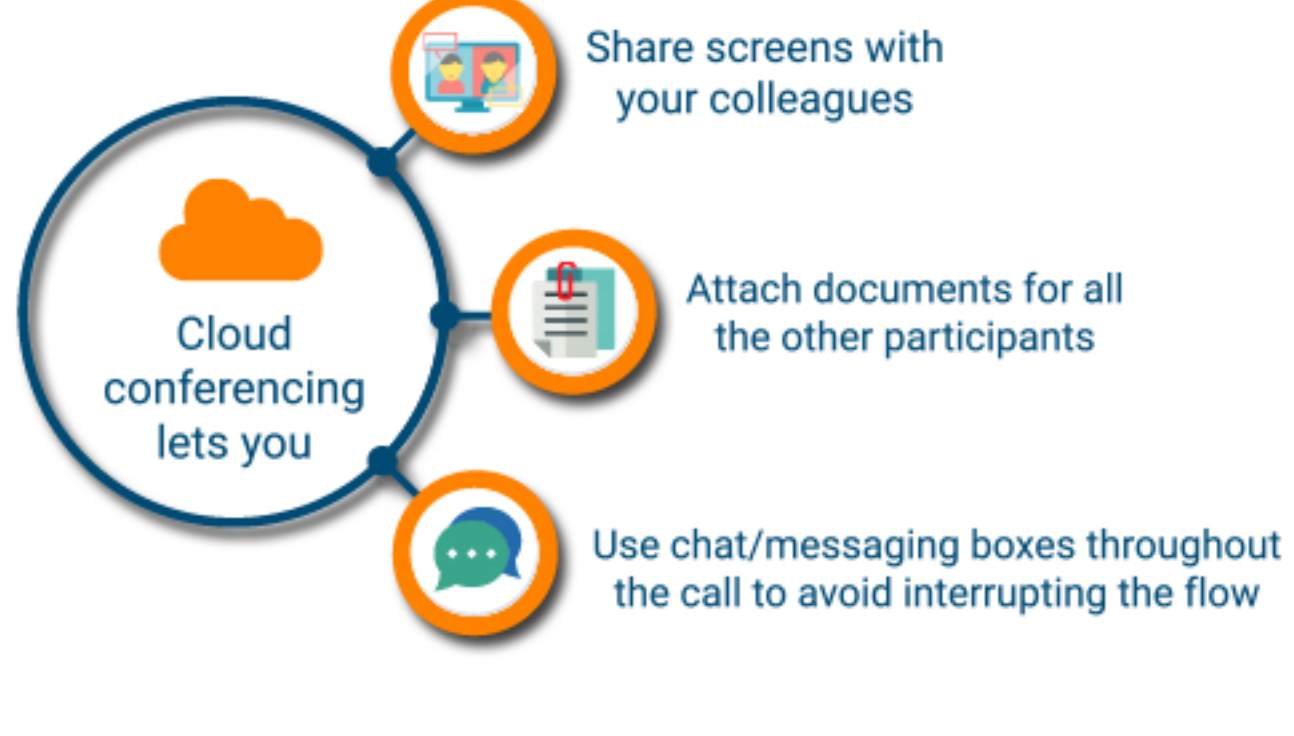 Share screens with
your colleagues
Cloud
conferencing
lets you
Attach documents for all
the other participants
Use chat/messaging boxes throughout
the call to avoid interrupting the flow